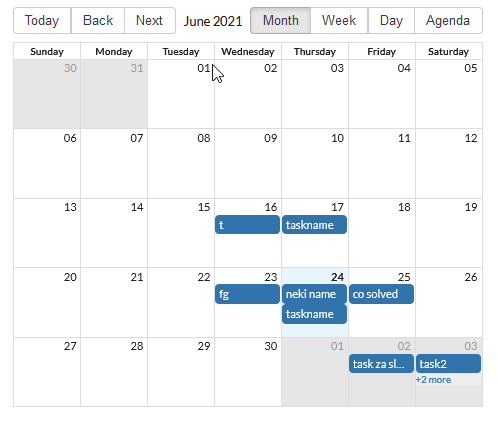 Today Back Next June 2021 Month Week Day Agenda
Sunday Monday Tuesday Wednesday Thursday Friday Saturday
30 31 01 02 03 04 05
06 07 08 09 10 11 12
13 14 15 16 17 18 19
t taskname
20 21 22 23 24 25 26
fg neki name co solved
taskname
27 28 29 30 01 02 03
task za sl... task2
+2 more